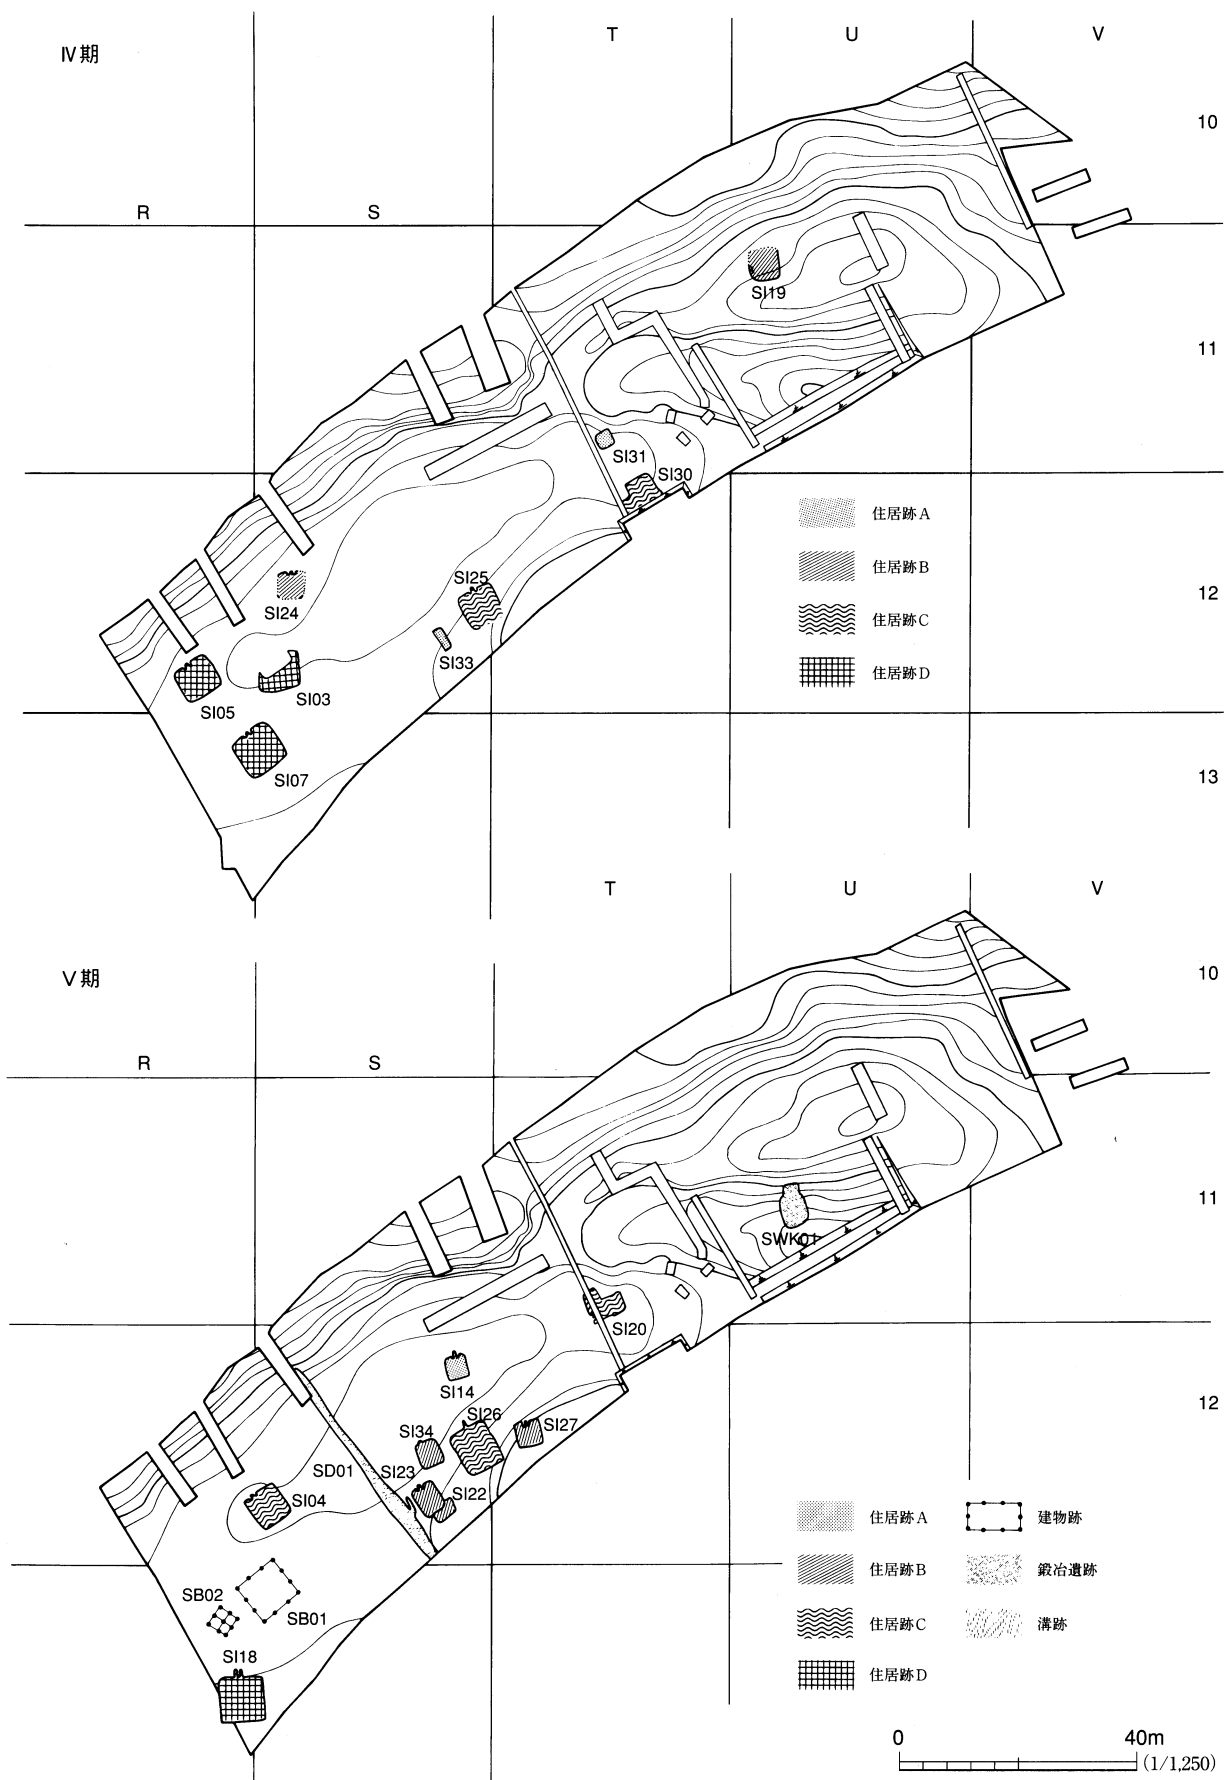 Ⅳ期
T
U
V
10
R
S
SI19
11
SI31
SI30
住居跡A
住居跡B
SI25
12
SI24
住居跡C
SI33
住居跡D
SI03
SI05
SI07
13
T
U
V
Ⅴ期
10
R
S
11
SWK01
SI20
SI14
12
SI26
SI27
SI34
SD01
SI23
SI22
SI04
住居跡A
建物跡
住居跡B
鍛冶遺跡
SB02
SB01
住居跡C
溝跡
SI18
住居跡D
0
40m
(1/1,250)